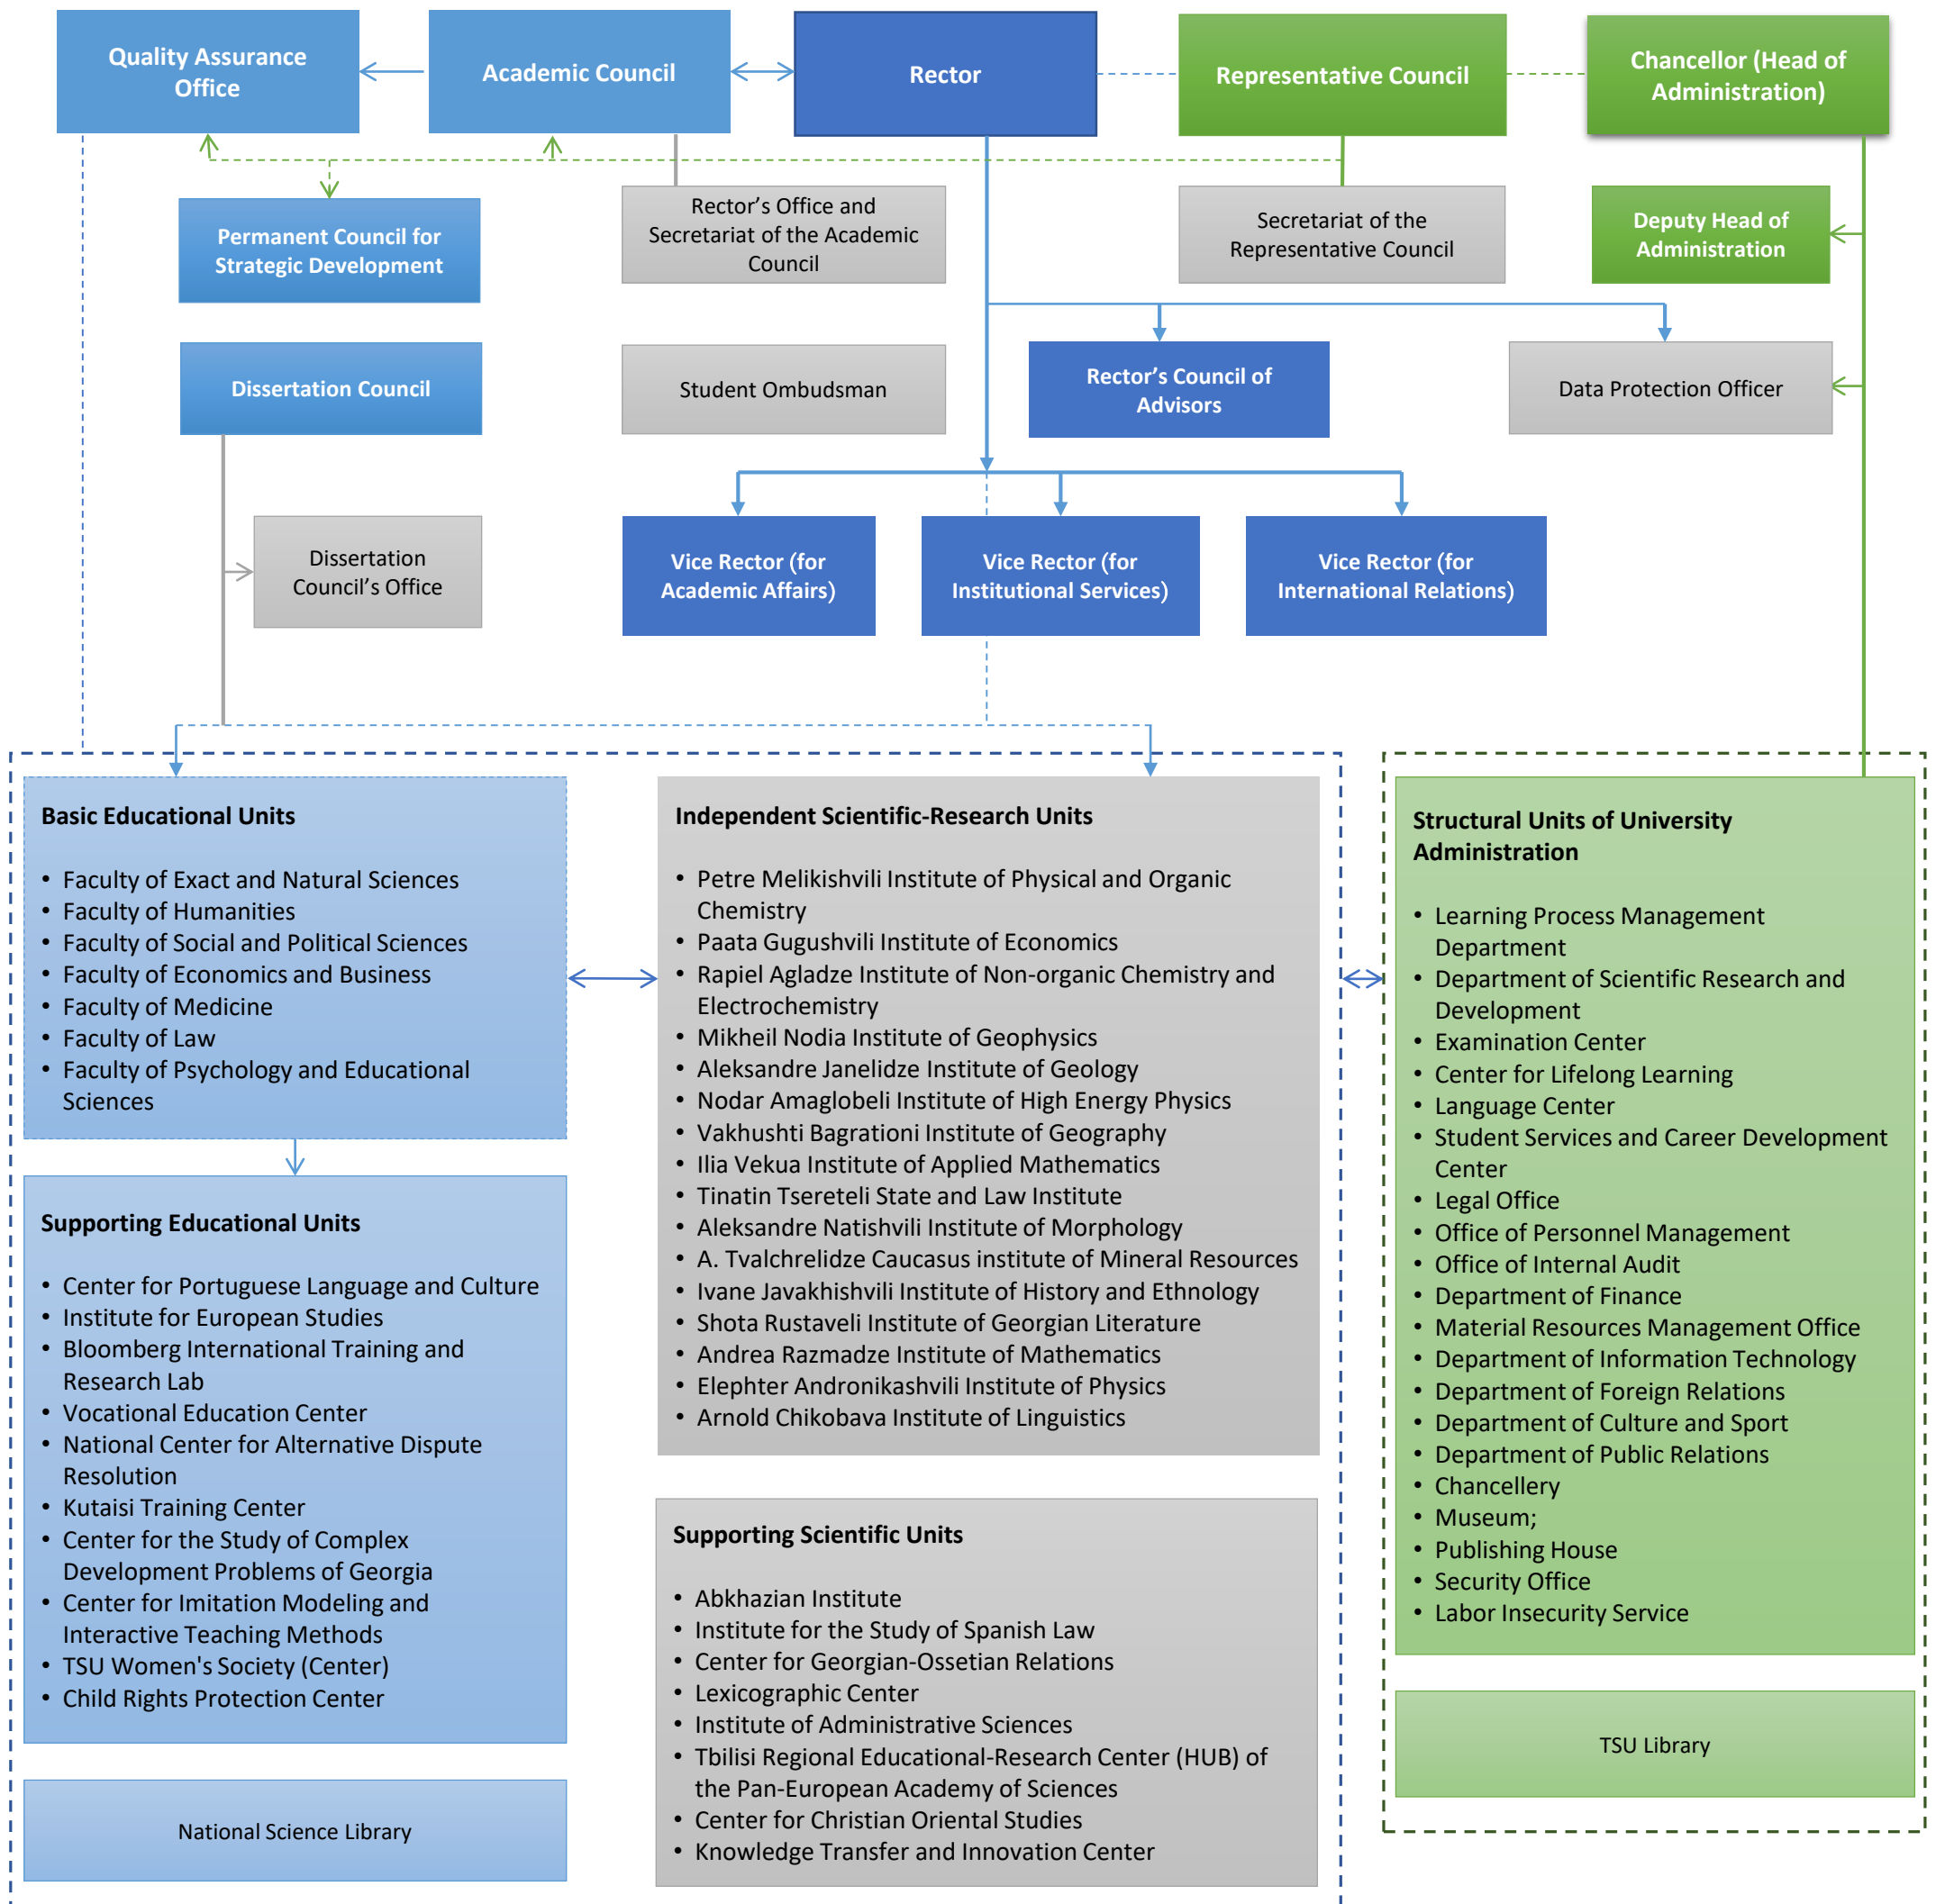 Quality Assurance
Office
Academic Council
Rector
Representative Council
Chancellor (Head of
Administration)
Permanent Council for
Strategic Development
Rector’s Office and
Secretariat of the Academic
Council
Secretariat of the
Representative Council
Deputy Head of
Administration
Dissertation Council
Student Ombudsman
Rector’s Council of
Advisors
Data Protection Officer
Dissertation
Council’s Office
Vice Rector (for
Academic Affairs)
Vice Rector (for
Institutional Services)
Vice Rector (for
International Relations)
Basic Educational Units
• Faculty of Exact and Natural Sciences
• Faculty of Humanities
• Faculty of Social and Political Sciences
• Faculty of Economics and Business
• Faculty of Medicine
• Faculty of Law
• Faculty of Psychology and Educational
Sciences
Supporting Educational Units
• Center for Portuguese Language and Culture
• Institute for European Studies
• Bloomberg International Training and
Research Lab
• Vocational Education Center
• National Center for Alternative Dispute
Resolution
• Kutaisi Training Center
• Center for the Study of Complex
Development Problems of Georgia
• Center for Imitation Modeling and
Interactive Teaching Methods
• TSU Women's Society (Center)
• Child Rights Protection Center
National Science Library
Independent Scientific-Research Units
• Petre Melikishvili Institute of Physical and Organic
Chemistry
• Paata Gugushvili Institute of Economics
• Rapiel Agladze Institute of Non-organic Chemistry and
Electrochemistry
• Mikheil Nodia Institute of Geophysics
• Aleksandre Janelidze Institute of Geology
• Nodar Amaglobeli Institute of High Energy Physics
• Vakhushti Bagrationi Institute of Geography
• Ilia Vekua Institute of Applied Mathematics
• Tinatin Tsereteli State and Law Institute
• Aleksandre Natishvili Institute of Morphology
• A. Tvalchrelidze Caucasus institute of Mineral Resources
• Ivane Javakhishvili Institute of History and Ethnology
• Shota Rustaveli Institute of Georgian Literature
• Andrea Razmadze Institute of Mathematics
• Elephter Andronikashvili Institute of Physics
• Arnold Chikobava Institute of Linguistics
Supporting Scientific Units
• Abkhazian Institute
• Institute for the Study of Spanish Law
• Center for Georgian-Ossetian Relations
• Lexicographic Center
• Institute of Administrative Sciences
• Tbilisi Regional Educational-Research Center (HUB) of
the Pan-European Academy of Sciences
• Center for Christian Oriental Studies
• Knowledge Transfer and Innovation Center
Structural Units of University
Administration
• Learning Process Management
Department
• Department of Scientific Research and
Development
• Examination Center
• Center for Lifelong Learning
• Language Center
• Student Services and Career Development
Center
• Legal Office
• Office of Personnel Management
• Office of Internal Audit
• Department of Finance
• Material Resources Management Office
• Department of Information Technology
• Department of Foreign Relations
• Department of Culture and Sport
• Department of Public Relations
• Chancellery
• Museum;
• Publishing House
• Security Office
• Labor Insecurity Service
TSU Library